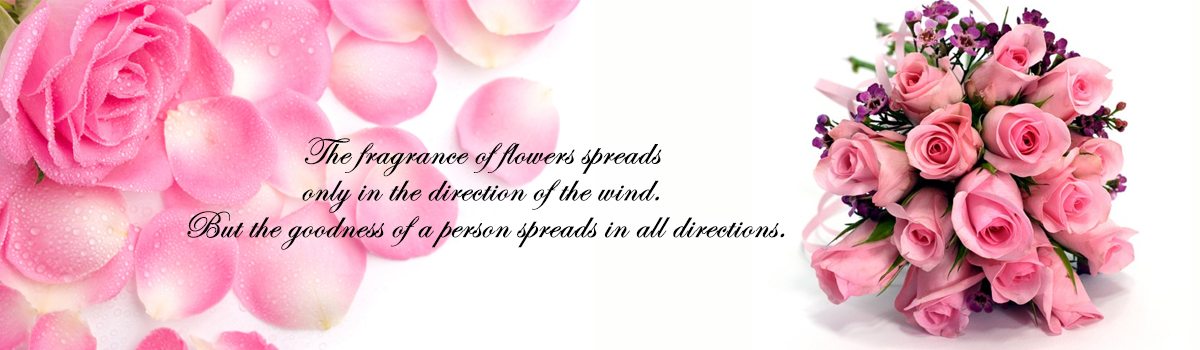 The fragrance of flowers spreads
only in the direction of the wind.
But the goodness of a person spreads in all directions.